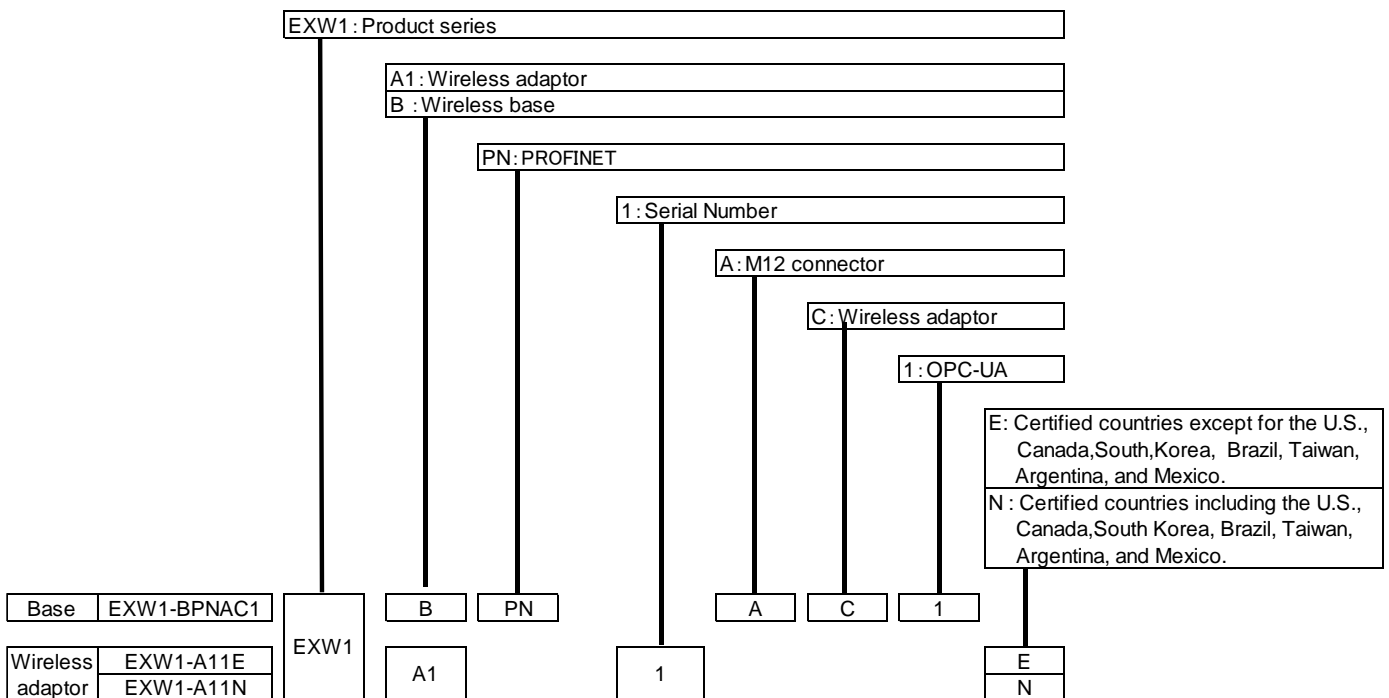 EXW1:Product series
A1:Wireless adaptor
B :Wireless base
PN:PROFINET
1:Serial Number
A:M12 connector
C:Wireless adaptor
1:OPC-UA
E: Certified countries except for the U.S.,
Canada,South,Korea, Brazil, Taiwan,
Argentina, and Mexico.
N : Certified countries including the U.S.,
Canada,South Korea, Brazil, Taiwan,
Argentina, and Mexico.
Base EXW1-BPNAC1 B PN A C 1
EXW1
Wireless adaptor
EXW1-A11E
EXW1-A11N
A1
1
E
N